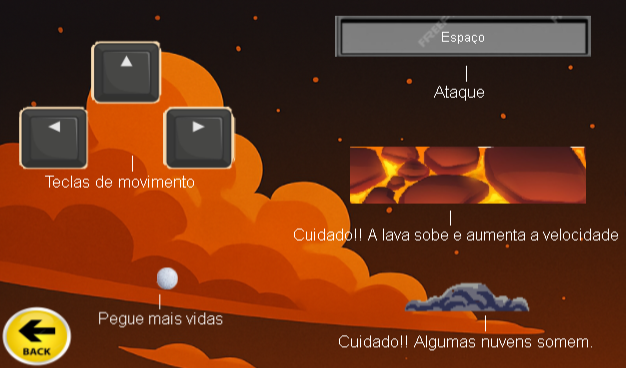 Espaço
Ataque
Teclas de movimento
Cuidado!! A lava sobe e aumenta a velocidade
Pegue mais vidas
Cuidado!! Algumas nuvens somem.
BACK